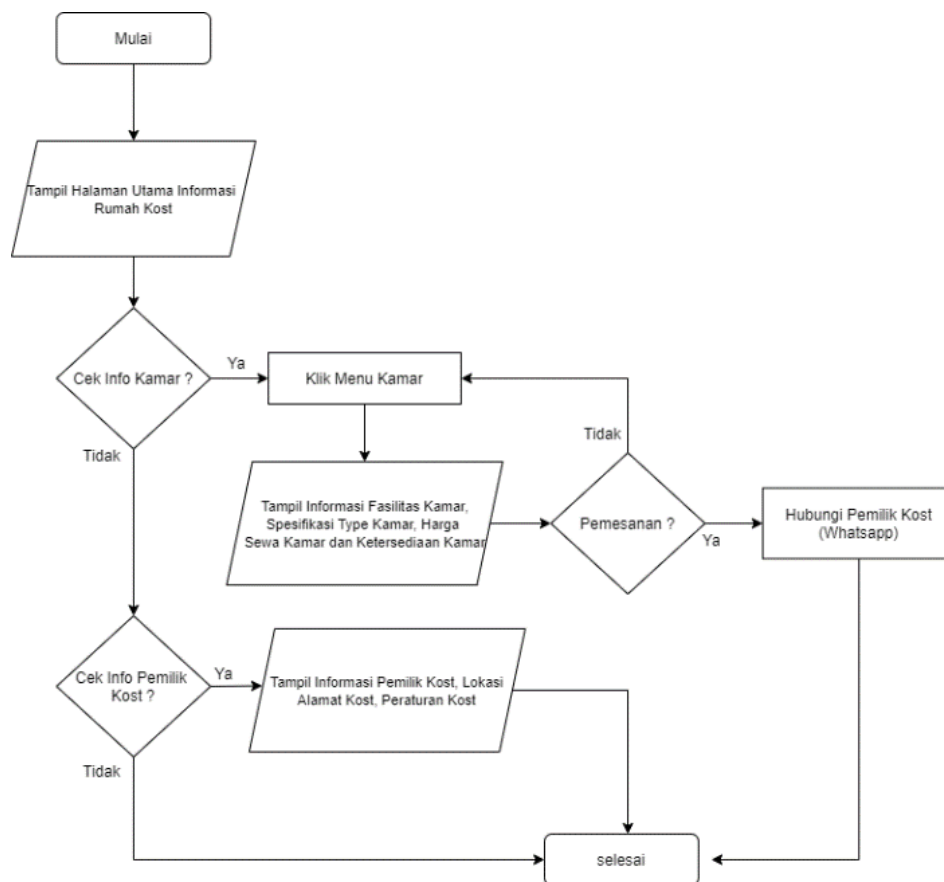 Mulai
Tampil Halaman Utama Informasi
Rumah Kost
Cek Info Kamar ?
Ya
Klik Menu Kamar
Tidak
Tidak
Tampil Informasi Fasilitas Kamar,
Spesifikasi Type Kamar, Harga
Sewa Kamar dan Ketersediaan Kamar
Pemesanan ?
Ya
Hubungi Pemilik Kost
(Whatsapp)
Cek Info Pemilik
Kost ?
Ya
Tampil Informasi Pemilik Kost, Lokasi
Alamat Kost, Peraturan Kost
Tidak
selesai